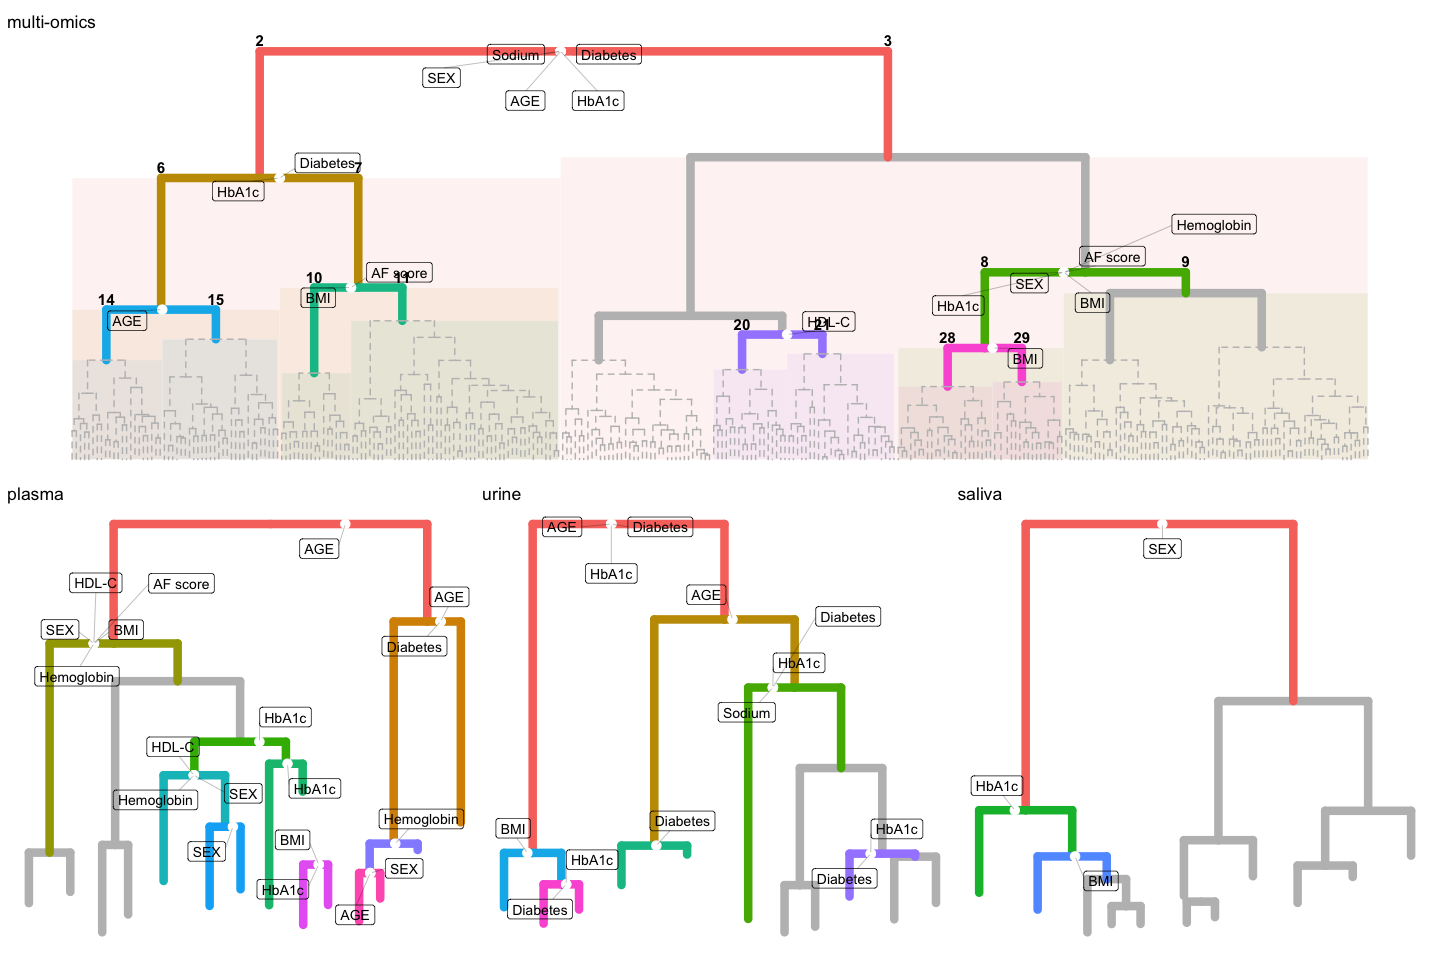 multi-omics
2
3
Sodium
Diabetes
SEX
AGE
HbA1c
6
Diabetes
7
HbA1c
Hemoglobin
AF score
8
9
AF score
10
11
SEX
14
15
BMI
HbA1c
BMI
AGE
20
HDL-C
21
28
29
BMI
plasma
urine
saliva
AGE
AGE
Diabetes
HbA1c
SEX
HDL-C
AF score
AGE
AGE
SEX
BMI
Diabetes
Diabetes
Hemoglobin
HbA1c
Sodium
HbA1c
HDL-C
HbA1c
SEX
Hemoglobin
HbA1c
Hemoglobin
BMI
Diabetes
HbA1c
SEX
BMI
HbA1c
SEX
HbA1c
Diabetes
BMI
AGE
Diabetes